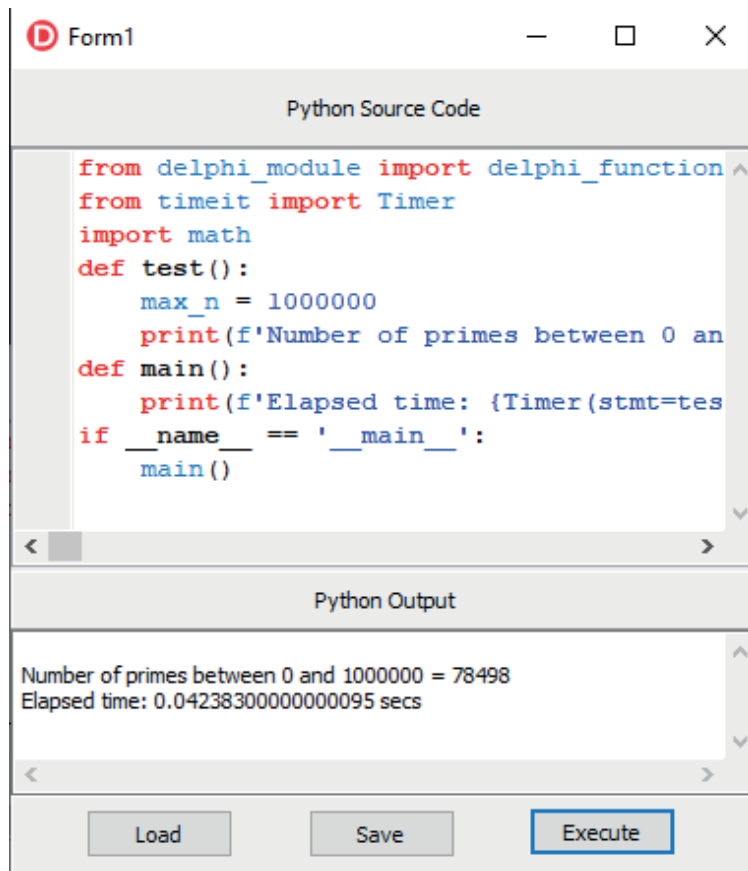 Form1
Python Source Code
from delphi_module import delphi_function
from timeit import Timer
import math
def test():
    max_n = 1000000
    print(f'Number of primes between 0 an
def main():
    print(f'Elapsed time: {Timer(stmt=tes
if __name__ == '__main__':
    main()
Python Output
Number of primes between 0 and 1000000 = 78498
Elapsed time: 0.04238300000000095 secs
Load Save Execute